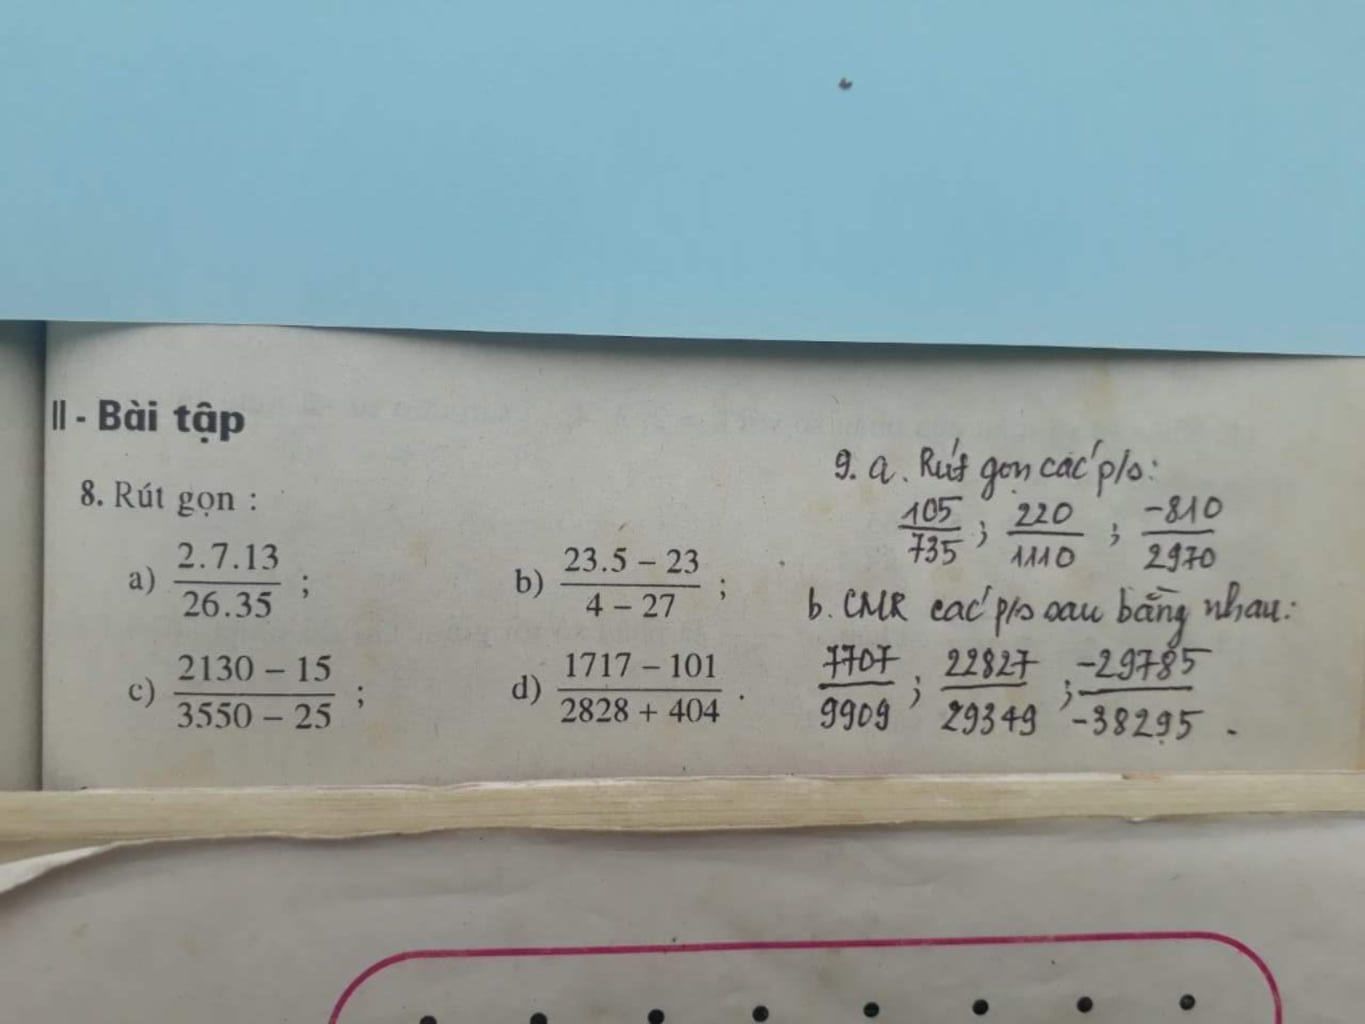 II - Bài tập
8. Rút gọn :
a) 2.7.13 / 26.35 ;
b) 23.5 – 23 / 4 – 27 ;
c) 2130 – 15 / 3550 – 25 ;
d) 1717 – 101 / 2828 + 404 .
9. a. Rút gọn các p/s:
105/735 ; 220/1110 ; -810/2970
b. CMR các p/s sau bằng nhau:
7707/9909 ; 22827/29349 ; -29785/-38295 .